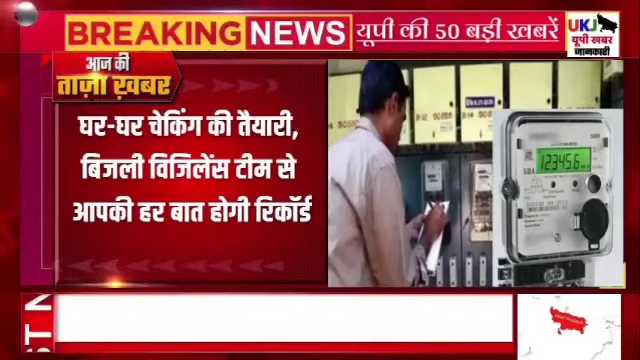 BREAKING NEWS
यूपी की 50 बड़ी खबरें
UKJ
यूपी खबर
जानकारी
आज की
ताज़ा ख़बर
घर-घर चेकिंग की तैयारी,
बिजली विजिलेंस टीम से
आपकी हर बात होगी रिकॉर्ड
123456